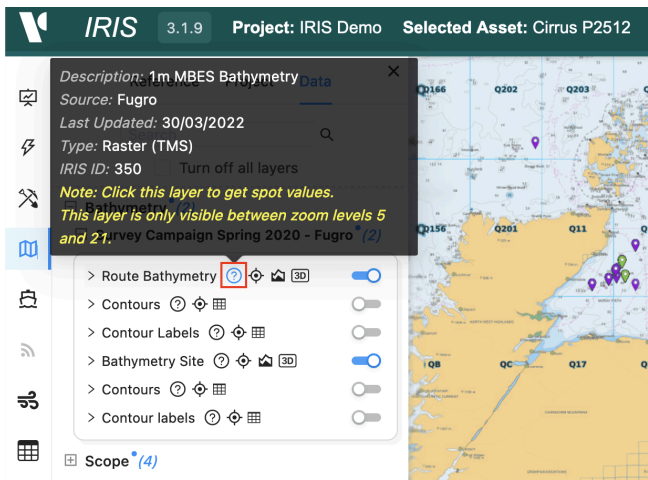 IRIS 3.1.9 Project: IRIS Demo Selected Asset: Cirrus P2512
Reference Project Data
Description: 1m MBES Bathymetry
Source: Fugro
Last Updated: 30/03/2022
Search
Type: Raster (TMS)
IRIS ID: 350
Turn off all layers
Note: Click this layer to get spot values.
This layer is only visible between zoom levels 5
and 21.
Bathymetry (2)
Survey Campaign Spring 2020 - Fugro (2)
> Route Bathymetry ? 3D
> Contours ?
> Contour Labels ?
> Bathymetry Site ? 3D
> Contours ?
> Contour labels ?
Scope (4)
Q166 Q202 Q203
Q156 Q201 Q11
QB QC Q17